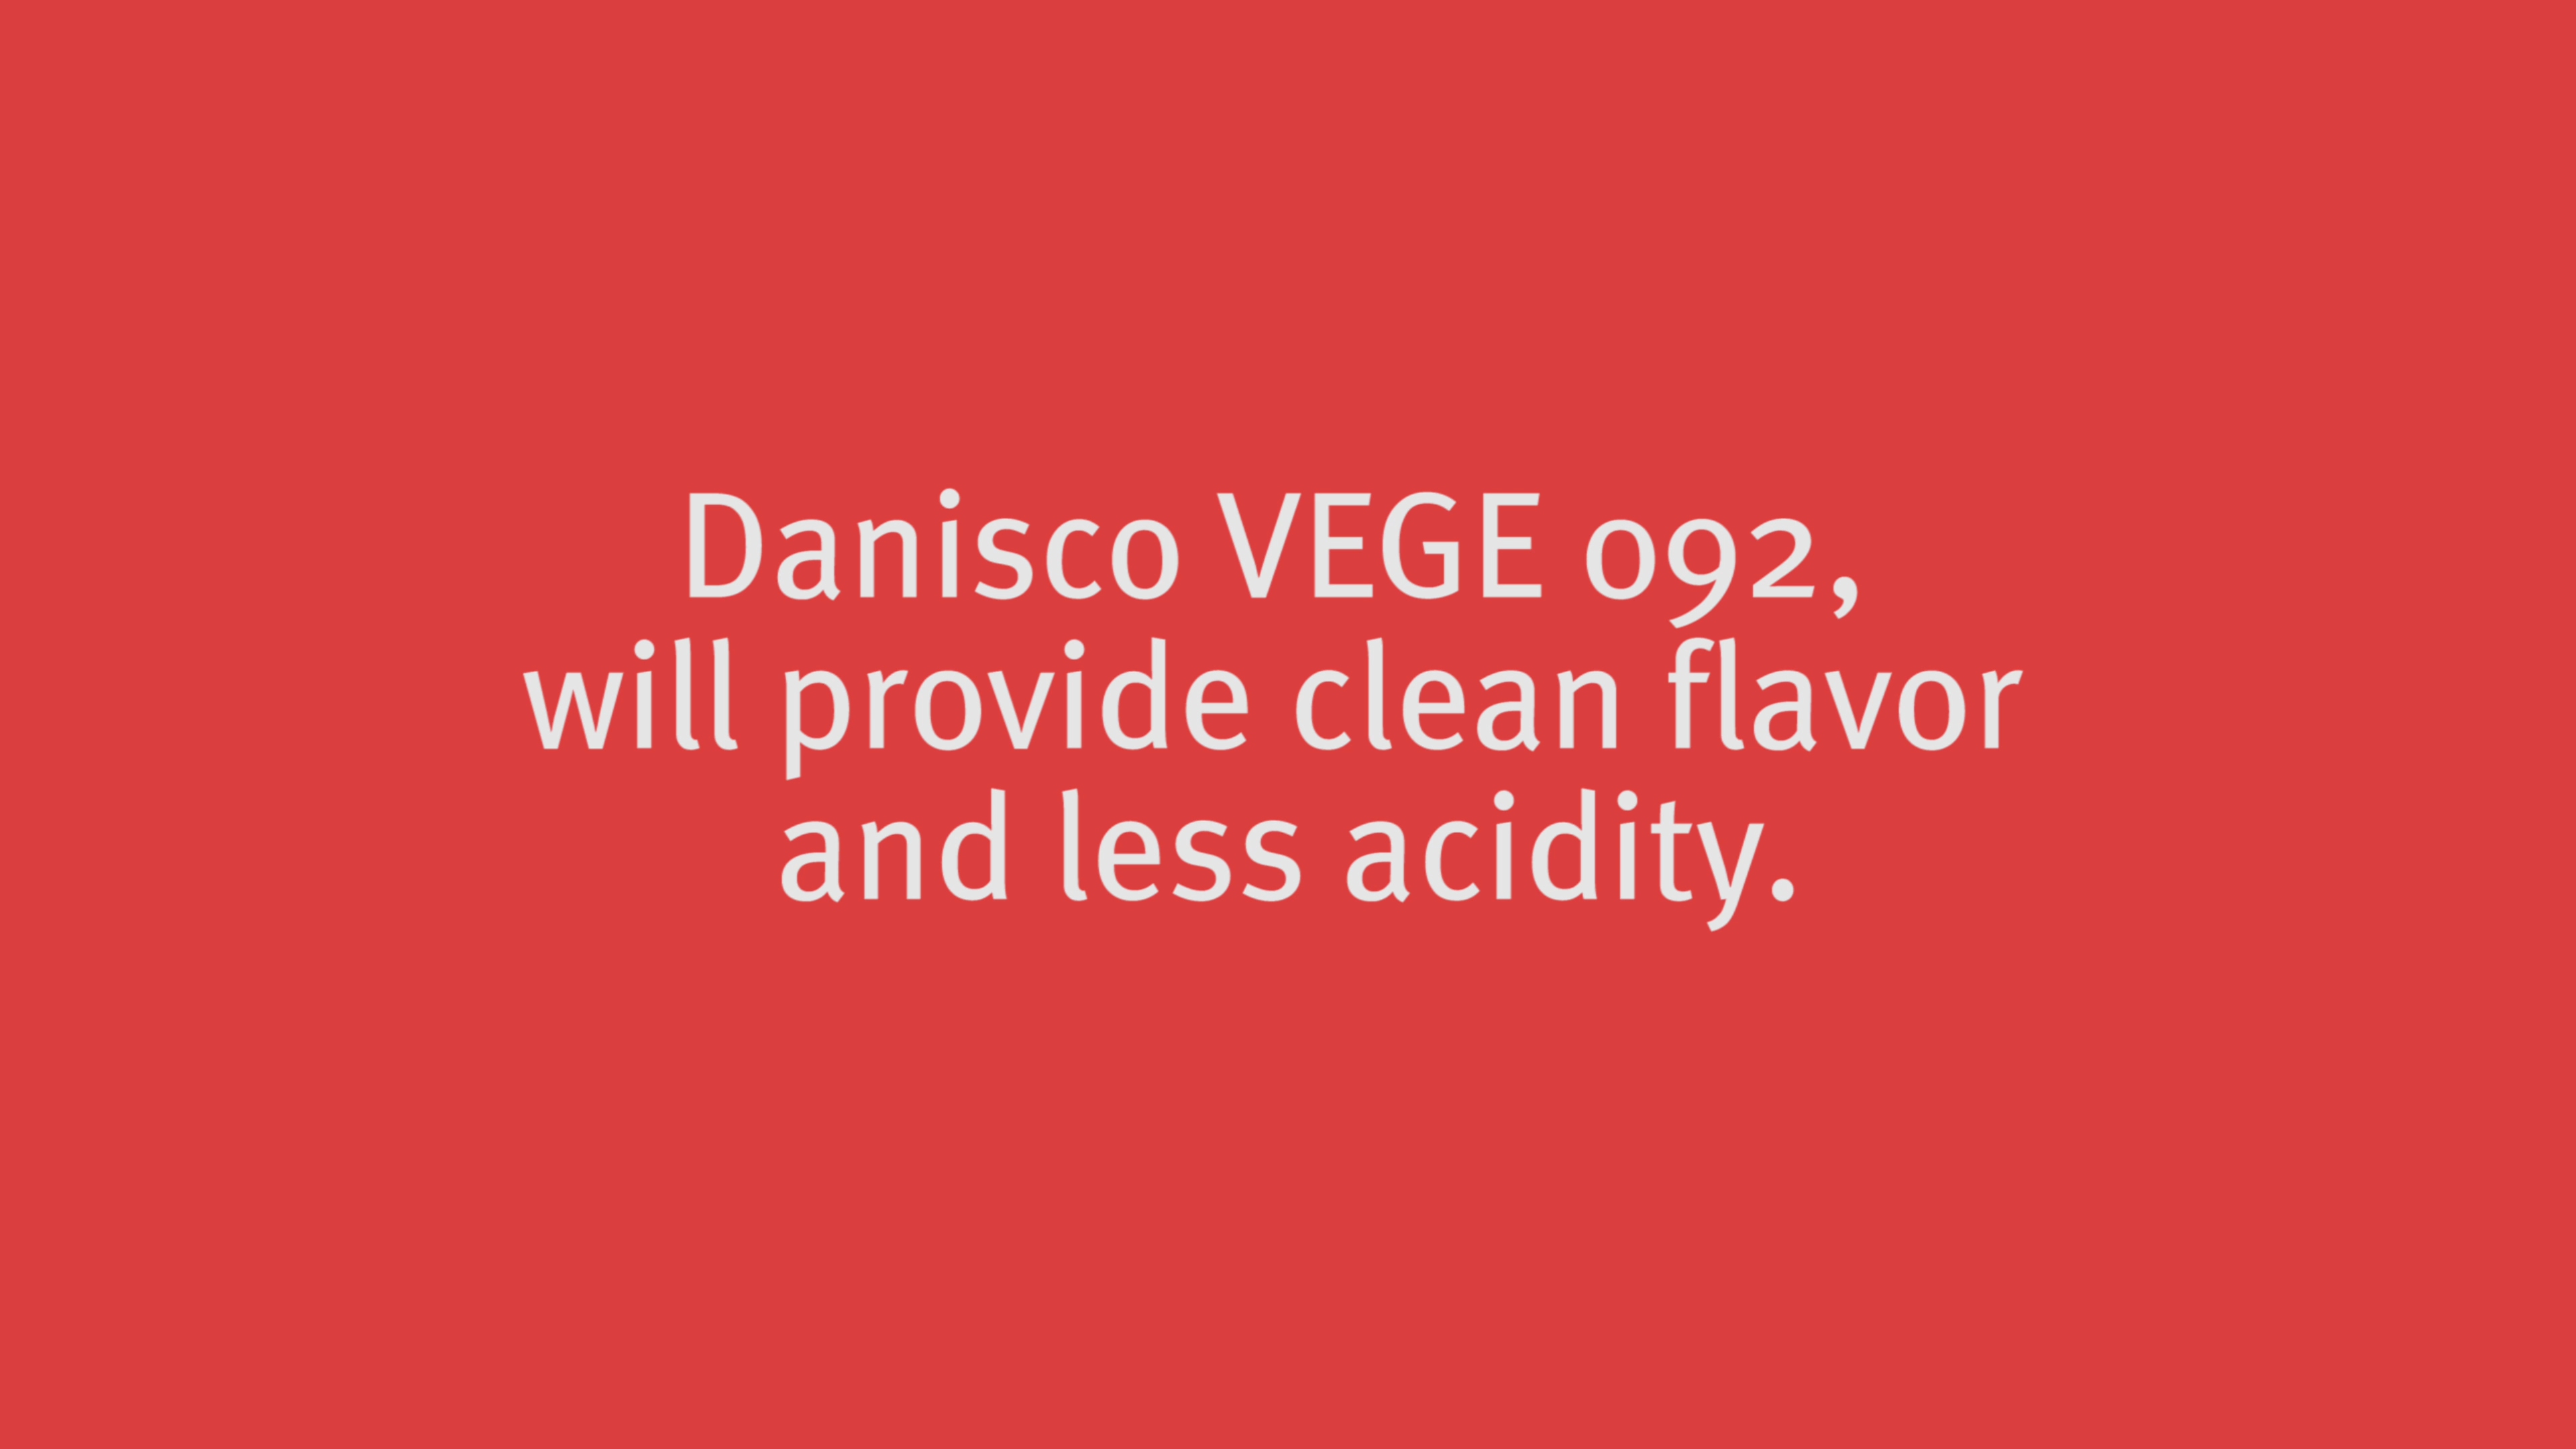 Danisco VEGE 092,
will provide clean flavor
and less acidity.